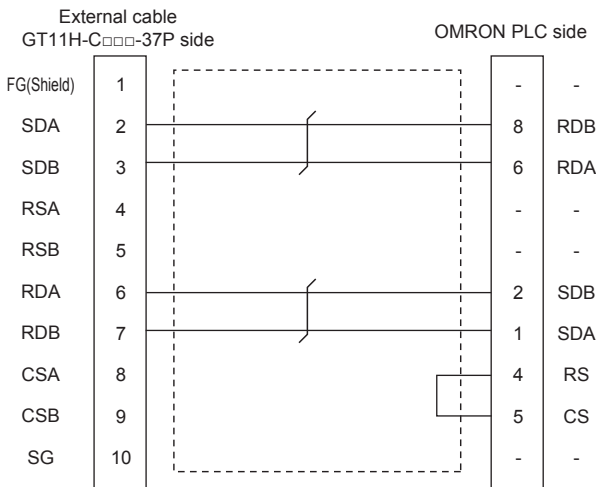 External cable
GT11H-C□□□-37P side
OMRON PLC side
FG(Shield) 1 - -
SDA 2 8 RDB
SDB 3 6 RDA
RSA 4 - -
RSB 5 - -
RDA 6 2 SDB
RDB 7 1 SDA
CSA 8 4 RS
CSB 9 5 CS
SG 10 - -